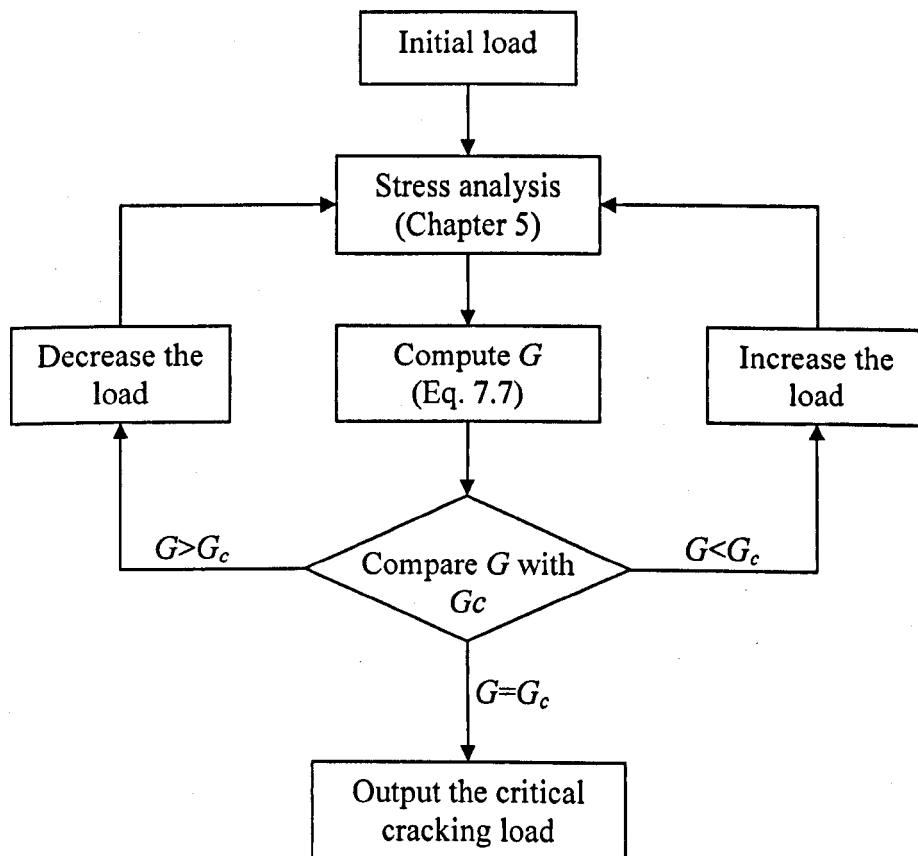 Initial load
Stress analysis
(Chapter 5)
Decrease the
load
Compute G
(Eq. 7.7)
Increase the
load
G>Gc
Compare G with
Gc
G<Gc
G=Gc
Output the critical
cracking load